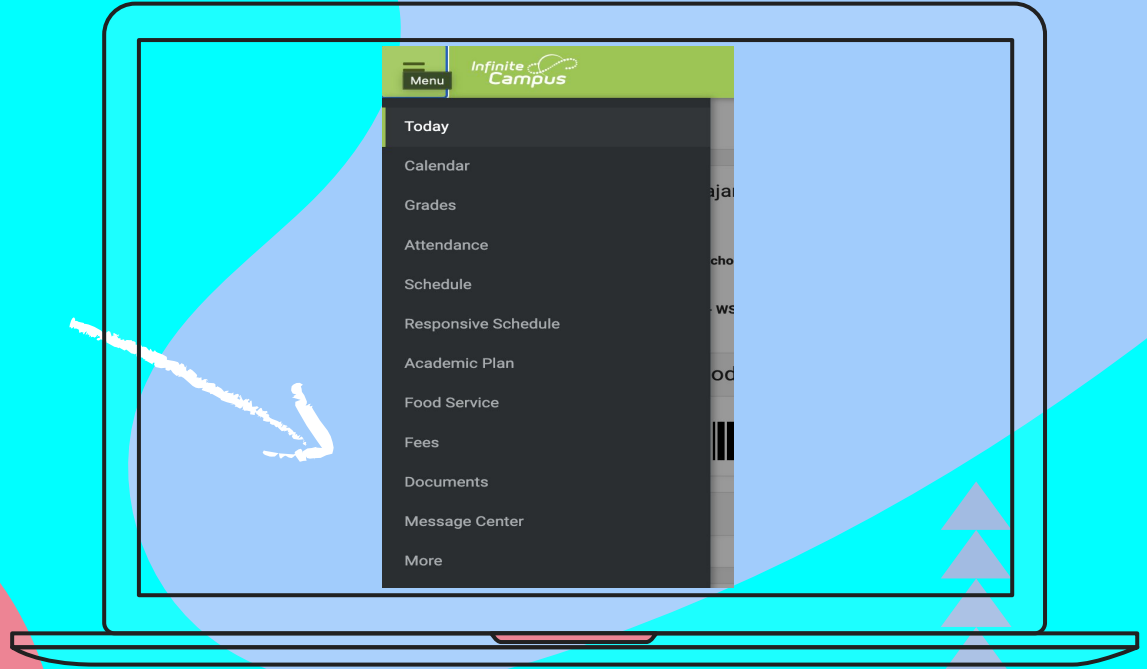 Infinite
Campus
Menu
Today
Calendar
Grades
Attendance
Schedule
Responsive Schedule
Academic Plan
Food Service
Fees
Documents
Message Center
More